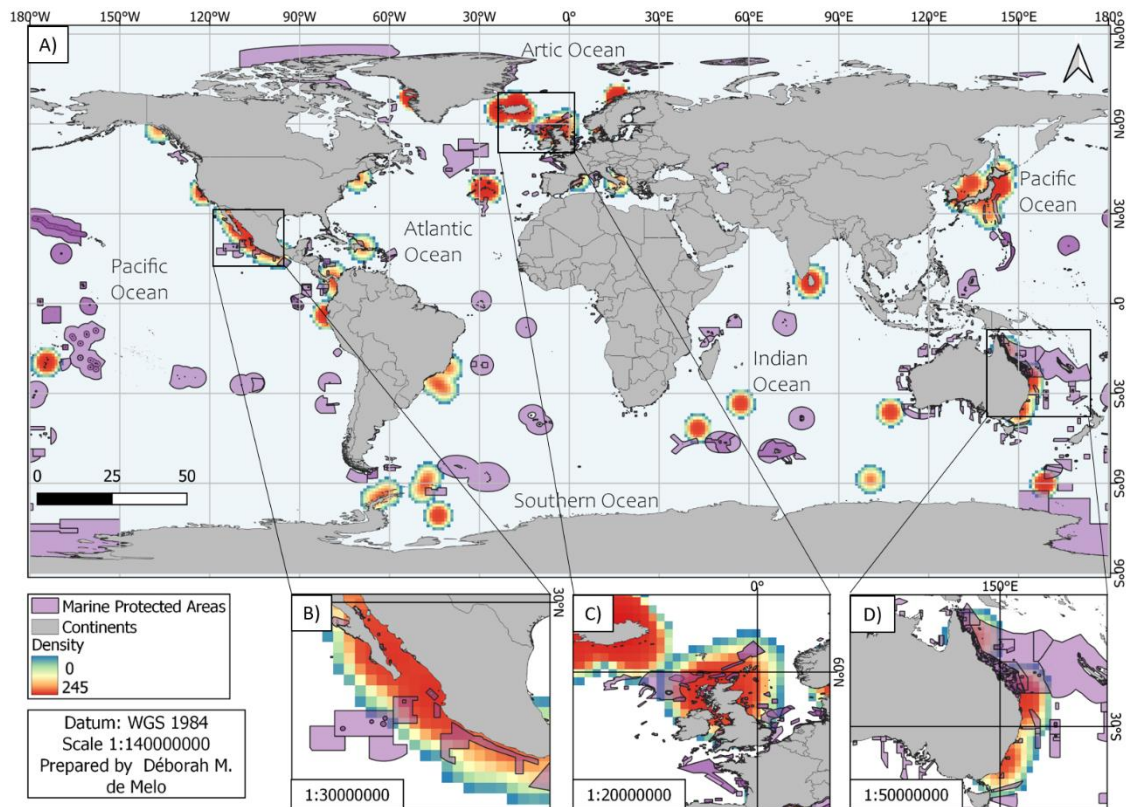 180° 150°W 120°W 90°W 60°W 30°W 0° 30°E 60°E 90°E 120°E 150°E 180°
A)
Artic Ocean
90°N
60°N
30°N
0
30°S
60°S
90°S
Pacific
Ocean
Atlantic
Ocean
Pacific
Ocean
Indian
Ocean
Southern Ocean
0 25 50
Marine Protected Areas
Continents
Density
0
245
Datum: WGS 1984
Scale 1:140000000
Prepared by Déborah M.
de Melo
B)
30°N
1:30000000
0°
C)
60°N
1:20000000
150°E
D)
30°S
1:50000000